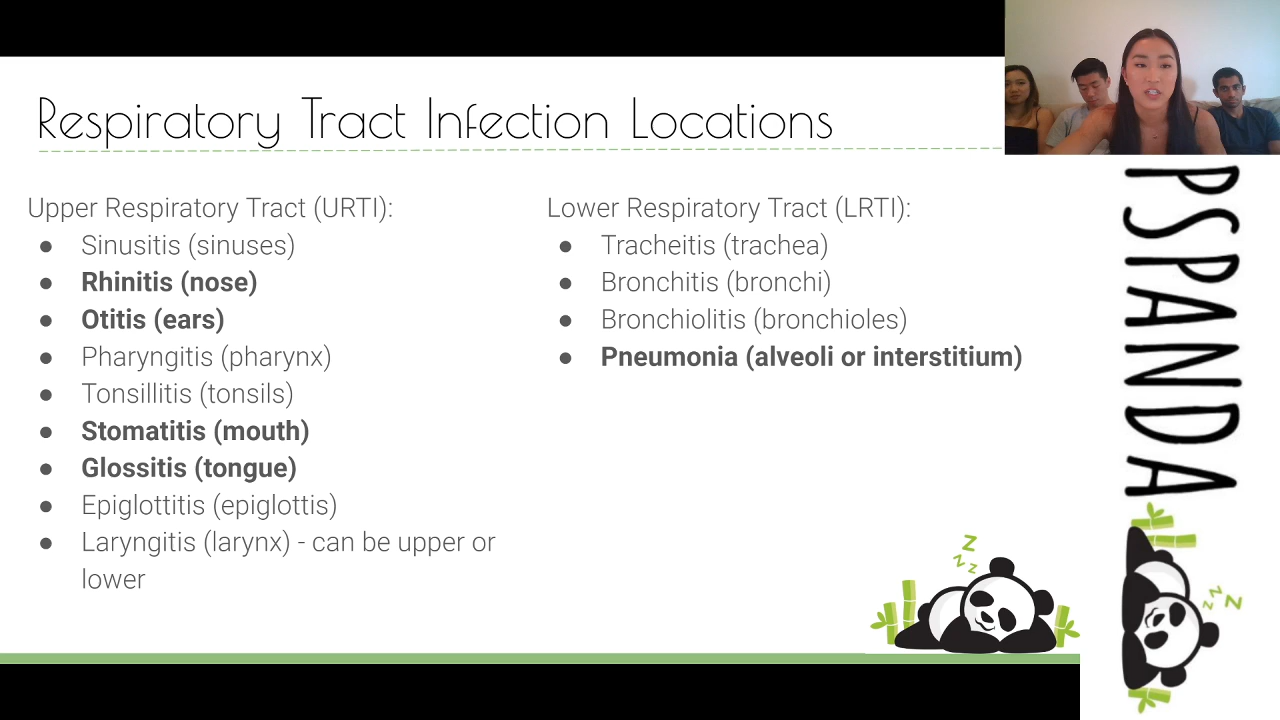 Respiratory Tract Infection Locations
Upper Respiratory Tract (URTI):
● Sinusitis (sinuses)
● Rhinitis (nose)
● Otitis (ears)
● Pharyngitis (pharynx)
● Tonsillitis (tonsils)
● Stomatitis (mouth)
● Glossitis (tongue)
● Epiglottitis (epiglottis)
● Laryngitis (larynx) - can be upper or
lower
Lower Respiratory Tract (LRTI):
● Tracheitis (trachea)
● Bronchitis (bronchi)
● Bronchiolitis (bronchioles)
● Pneumonia (alveoli or interstitium)
z z Z
PSPANDA
z z Z